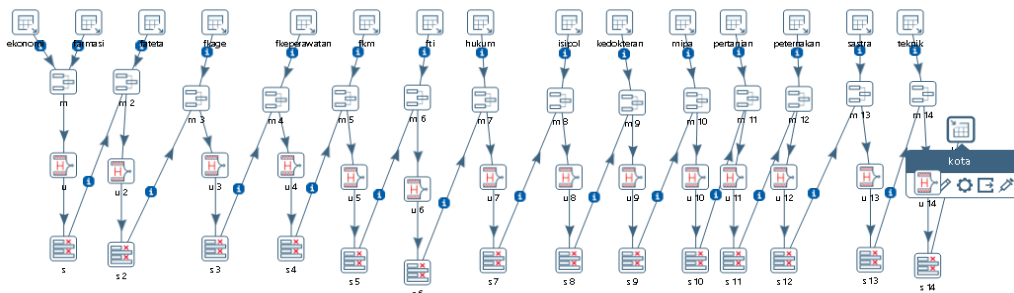 ekonomi farmasi fateta fkage fkeperawatan fkm fti hukum isipol kedokteran mipa pertanian peternakan sastra teknik
m m 2 m 3 m 4 m 5 m 6 m 7 m 8 m 9 m 10 m 11 m 12 m 13 m 14
kota
u u 2 u 3 u 4 u 5 u 6 u 7 u 8 u 9 u 10 u 11 u 12 u 13 u 14
s s 2 s 3 s 4 s 5 s 6 s 7 s 8 s 9 s 10 s 11 s 12 s 13 s 14